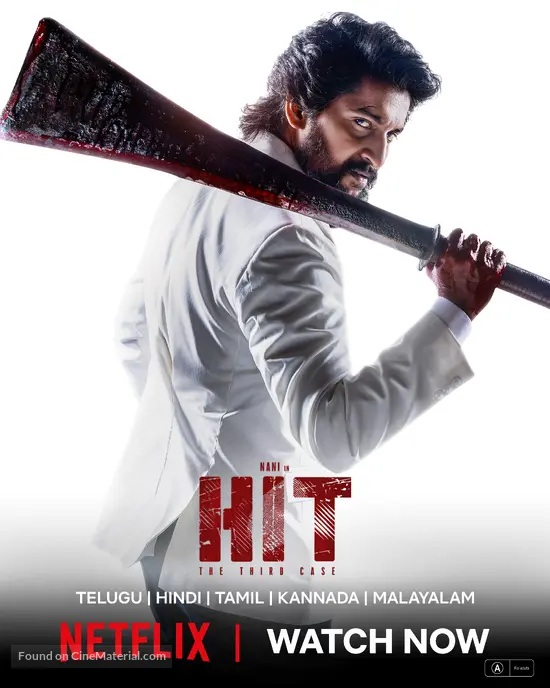 NANI IN
HIT
THE THIRD CASE
TELUGU | HINDI | TAMIL | KANNADA | MALAYALAM
NETFLIX | WATCH NOW
Found on CineMaterial.com
A